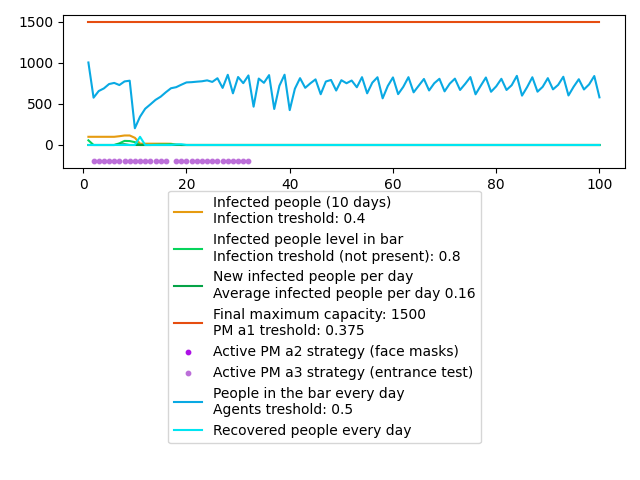 1500
1000
500
0
0 20 40 60 80 100
Infected people (10 days)
Infection treshold: 0.4
Infected people level in bar
Infection treshold (not present): 0.8
New infected people per day
Average infected people per day 0.16
Final maximum capacity: 1500
PM a1 treshold: 0.375
Active PM a2 strategy (face masks)
Active PM a3 strategy (entrance test)
People in the bar every day
Agents treshold: 0.5
Recovered people every day